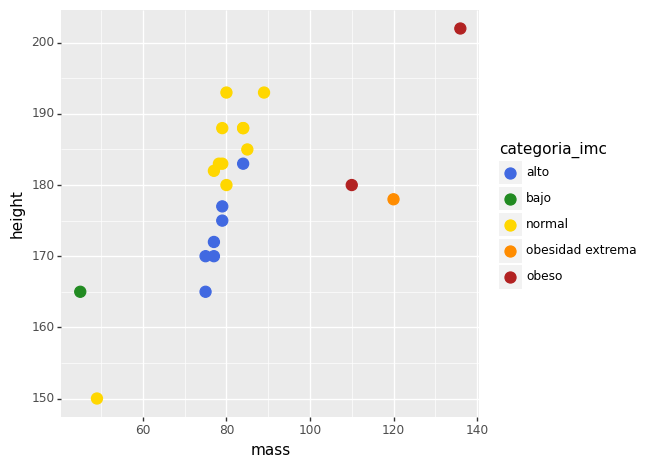 200
190
180
170
160
150
height
60
80
100
120
140
mass
categoria_imc
alto
bajo
normal
obesidad extrema
obeso